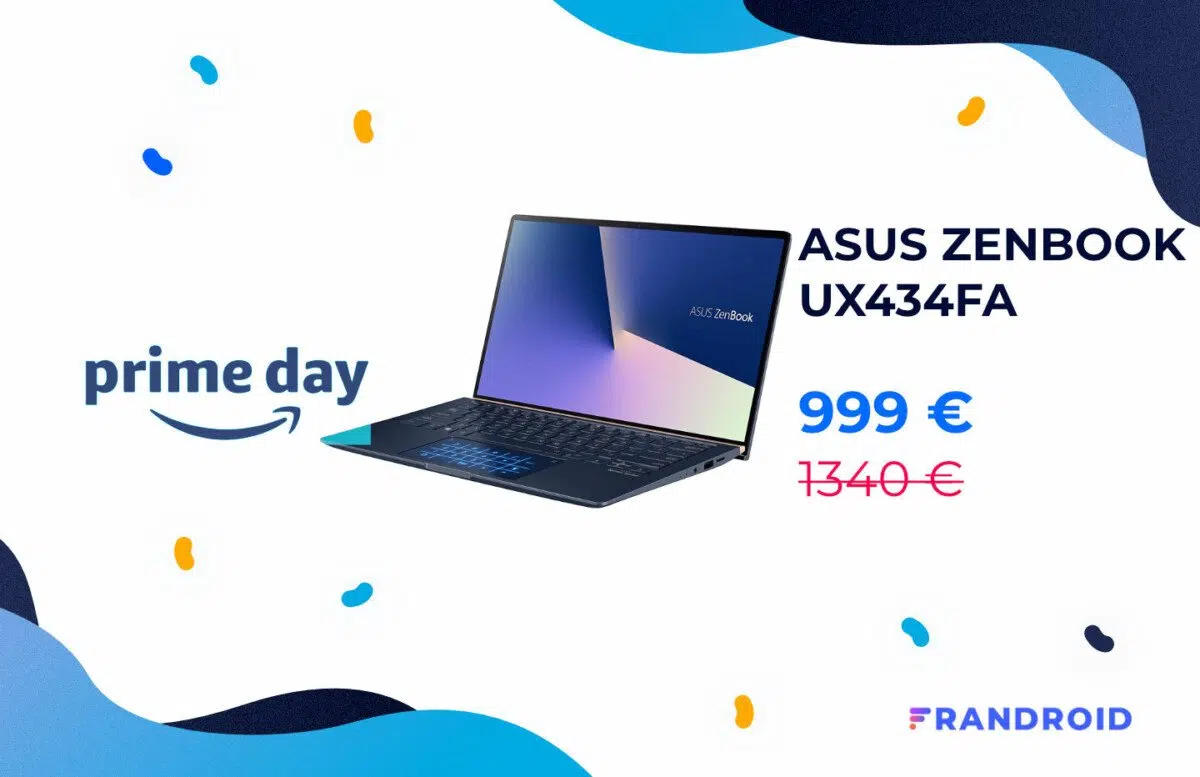 prime day
ASUS ZenBook
ASUS ZENBOOK
UX434FA
999 €
1340 €
FRANDROID